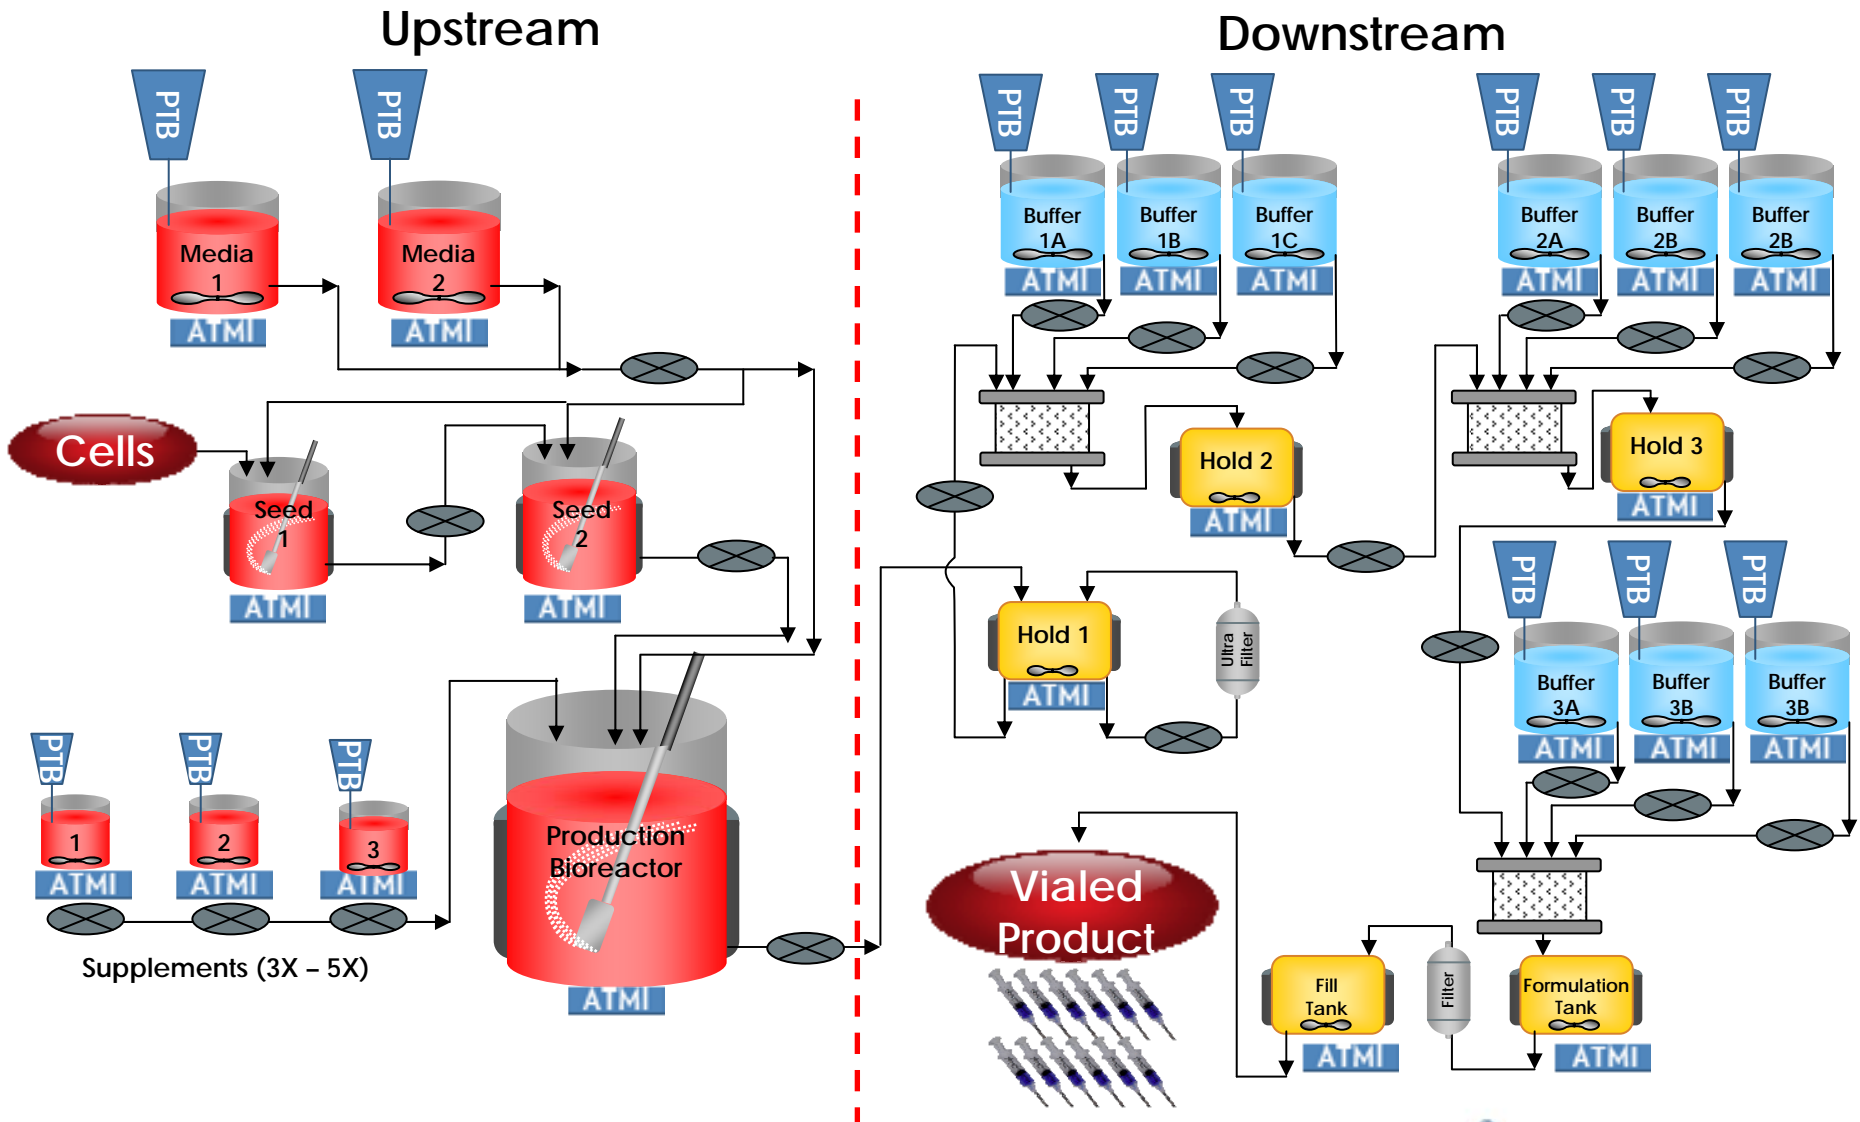 Upstream
Downstream
PTB
PTB
Media
1
ATMI
Media
2
ATMI
Cells
Seed
1
ATMI
Seed
2
ATMI
PTB
PTB
PTB
1
ATMI
2
ATMI
3
ATMI
Supplements (3X – 5X)
Production
Bioreactor
ATMI
PTB
PTB
PTB
Buffer
1A
ATMI
Buffer
1B
ATMI
Buffer
1C
ATMI
PTB
PTB
PTB
Buffer
2A
ATMI
Buffer
2B
ATMI
Buffer
2B
ATMI
Hold 2
ATMI
Hold 3
ATMI
Hold 1
ATMI
Ultra
Filter
PTB
PTB
PTB
Buffer
3A
ATMI
Buffer
3B
ATMI
Buffer
3B
ATMI
Vialed
Product
Fill
Tank
ATMI
Filter
Formulation
Tank
ATMI